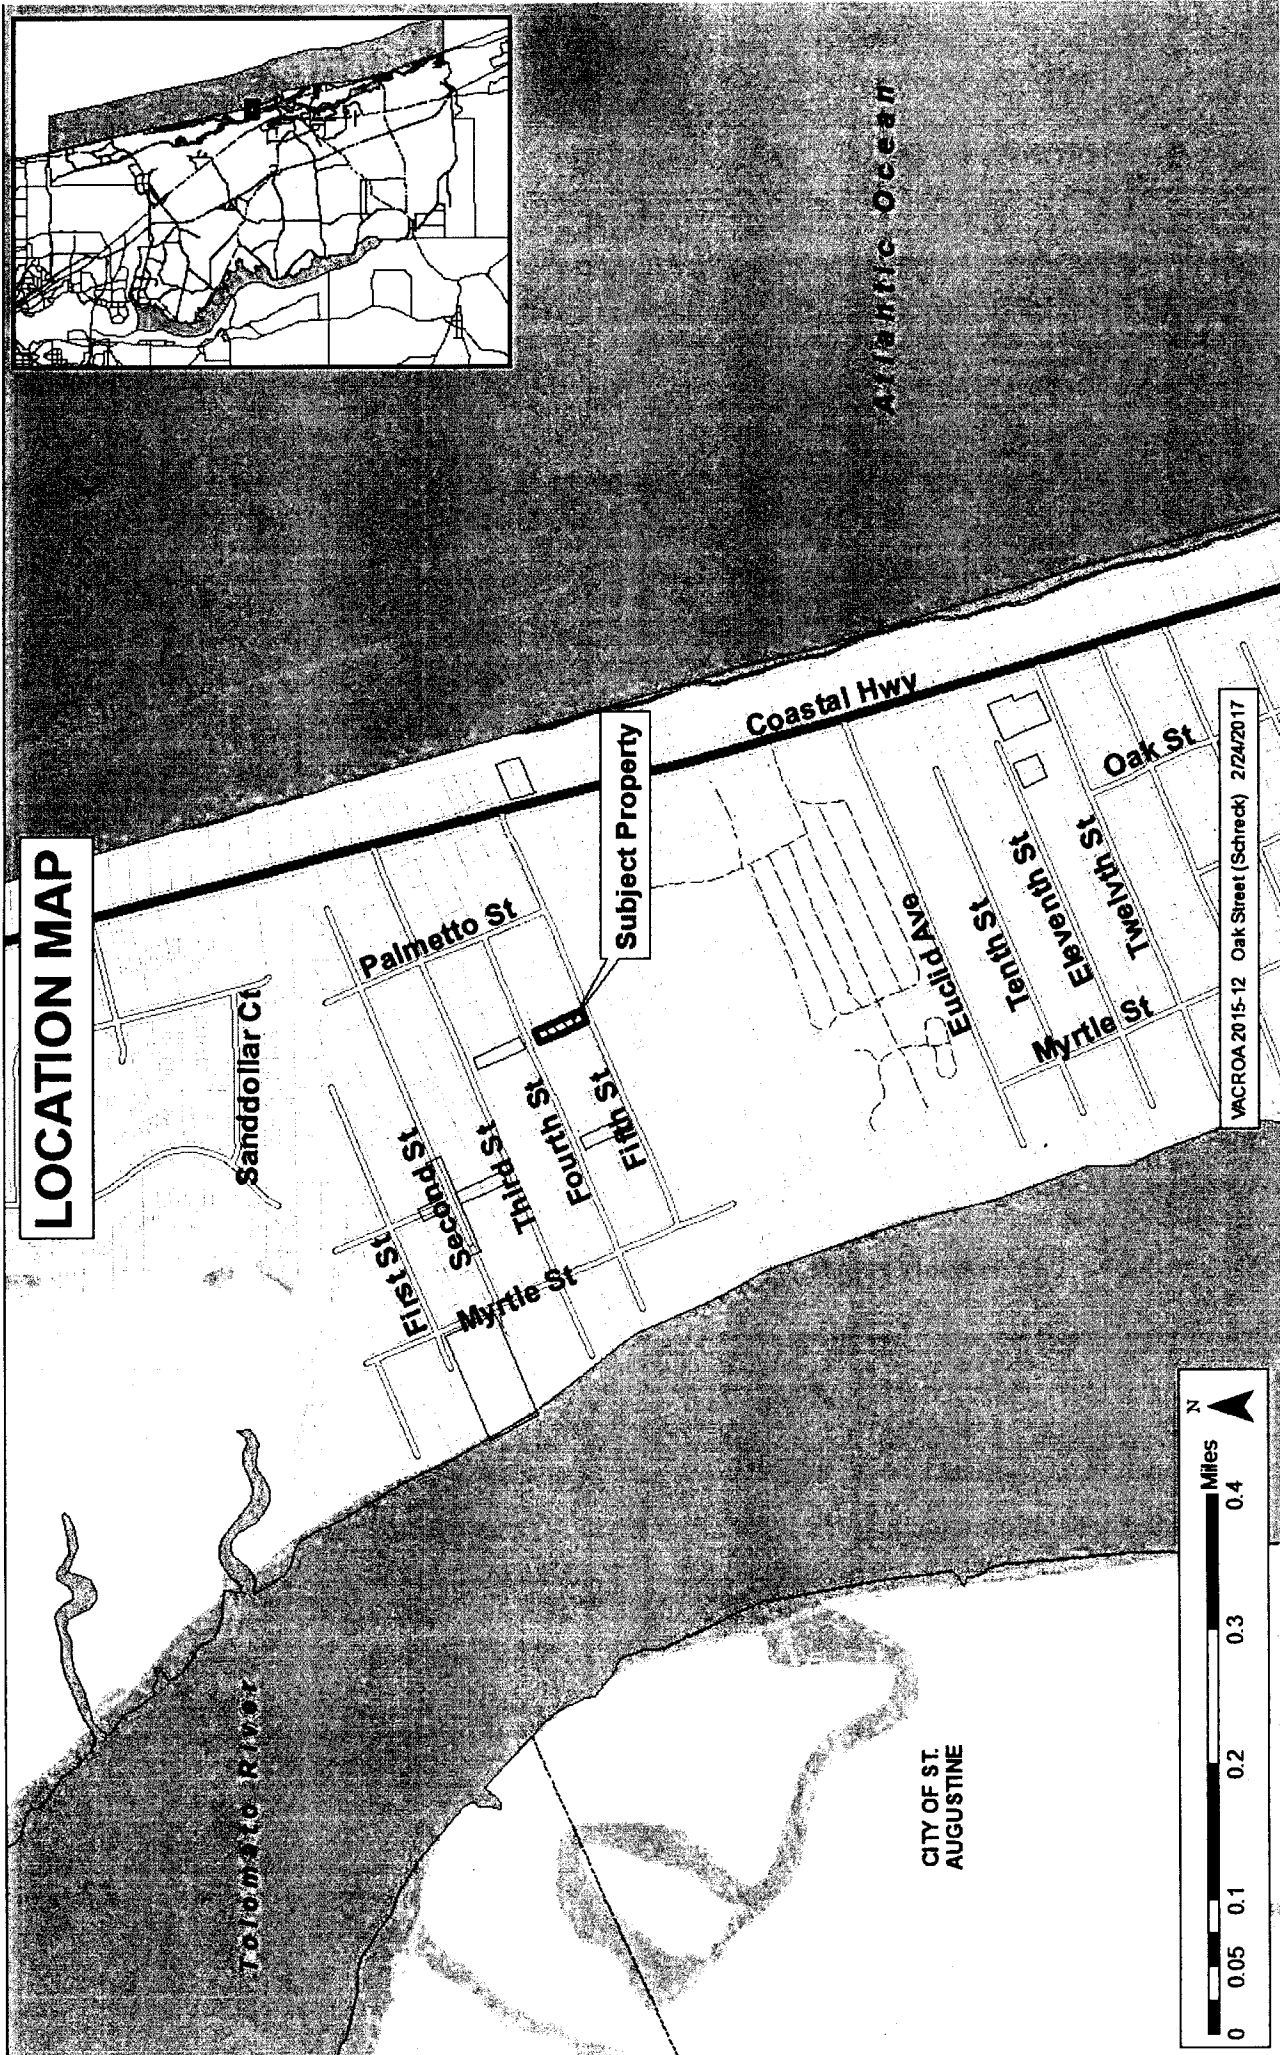 LOCATION MAP
Atlantic Ocean
Tolomato River
Coastal Hwy
Sanddollar Ct
Palmetto St
Subject Property
First St
Second St
Third St
Fourth St
Fifth St
Myrtle St
Euclid Ave
Tenth St
Eleventh St
Twelvth St
Oak St
Myrtle St
CITY OF ST.
AUGUSTINE
0 0.05 0.1 0.2 0.3 0.4
Miles
N
VACROA 2015-12 Oak Street (Schreck) 2/24/2017